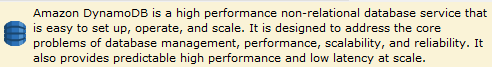 Amazon DynamoDB is a high performance non-relational database service that
is easy to set up, operate, and scale. It is designed to address the core
problems of database management, performance, scalability, and reliability. It
also provides predictable high performance and low latency at scale.